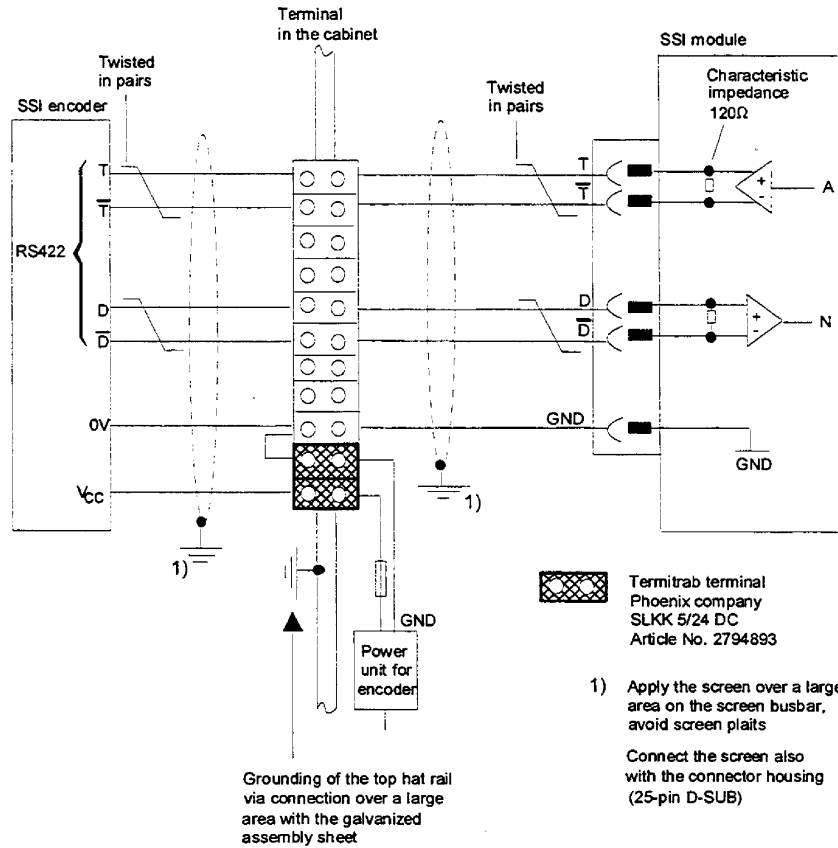 Terminal
in the cabinet
SSI module
Twisted
in pairs
Twisted
in pairs
Characteristic
impedance
120Ω
SSI encoder
T
T
+
-
A
T̅
T̅
RS422
D
D
+
-
N
D̅
D̅
0V
GND
GND
VCC
1)
1)
GND
Power
unit for
encoder
Termitrab terminal
Phoenix company
SLKK 5/24 DC
Article No. 2794893
1) Apply the screen over a large
area on the screen busbar,
avoid screen plaits
Connect the screen also
with the connector housing
(25-pin D-SUB)
Grounding of the top hat rail
via connection over a large
area with the galvanized
assembly sheet